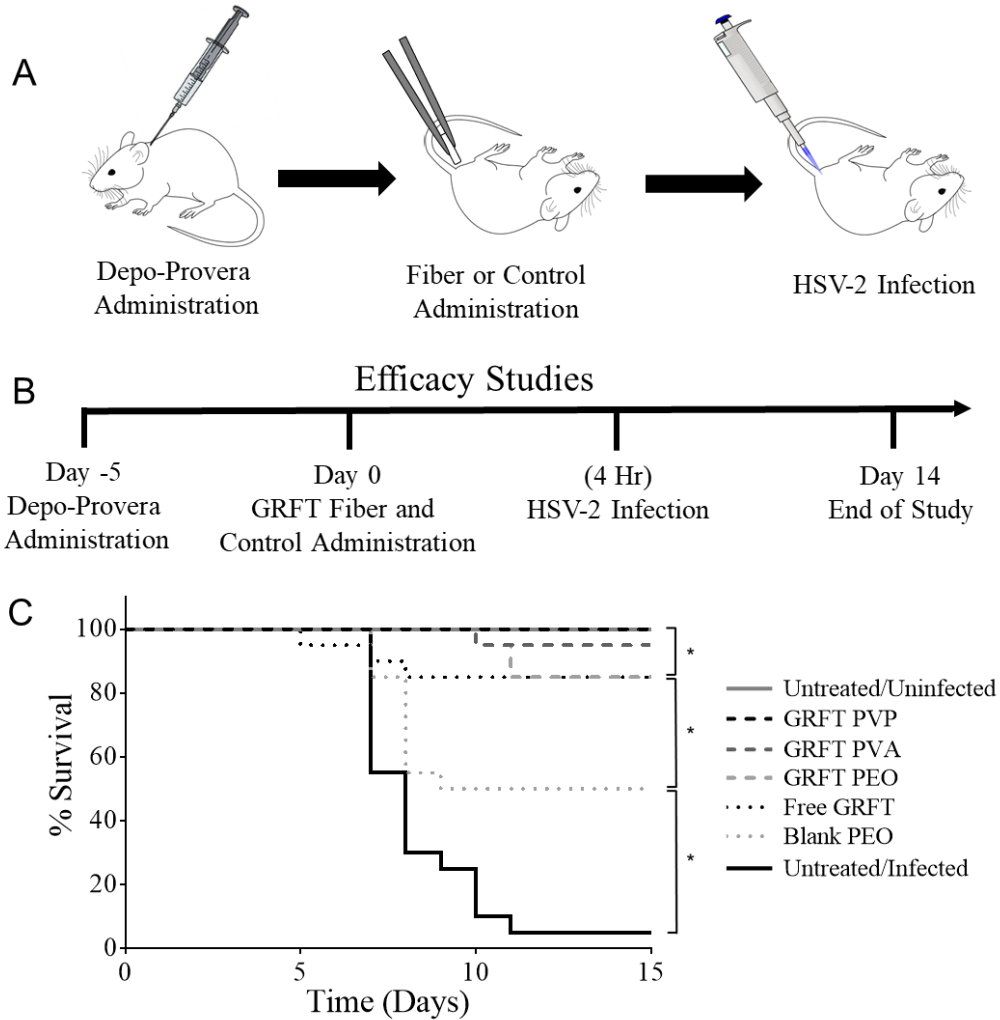 A
Depo-Provera
Administration
Fiber or Control
Administration
HSV-2 Infection
B
Efficacy Studies
Day -5
Depo-Provera
Administration
Day 0
GRFT Fiber and
Control Administration
(4 Hr)
HSV-2 Infection
Day 14
End of Study
C
% Survival
100
80
60
40
20
0
0
5
10
15
Time (Days)
*
*
*
Untreated/Uninfected
GRFT PVP
GRFT PVA
GRFT PEO
Free GRFT
Blank PEO
Untreated/Infected